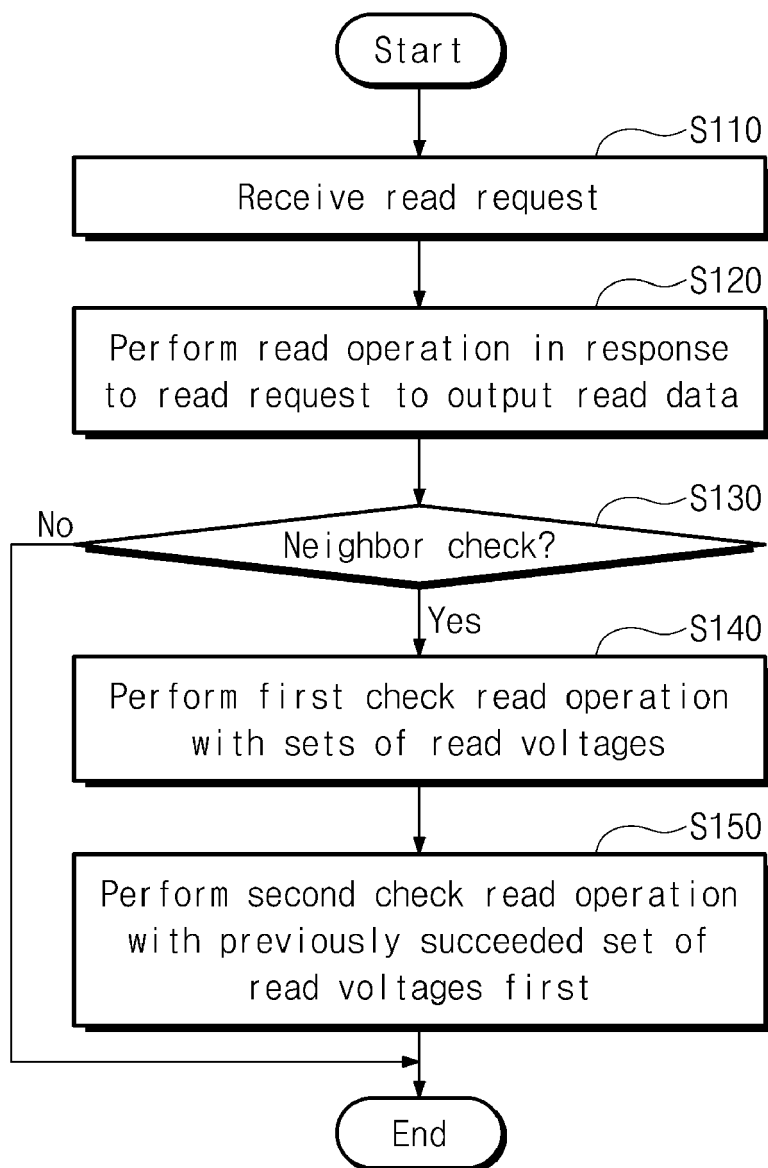 Start
S110
Receive read request
S120
Perform read operation in response
to read request to output read data
S130
No
Neighbor check?
Yes
S140
Perform first check read operation
with sets of read voltages
S150
Perform second check read operation
with previously succeeded set of
read voltages first
End